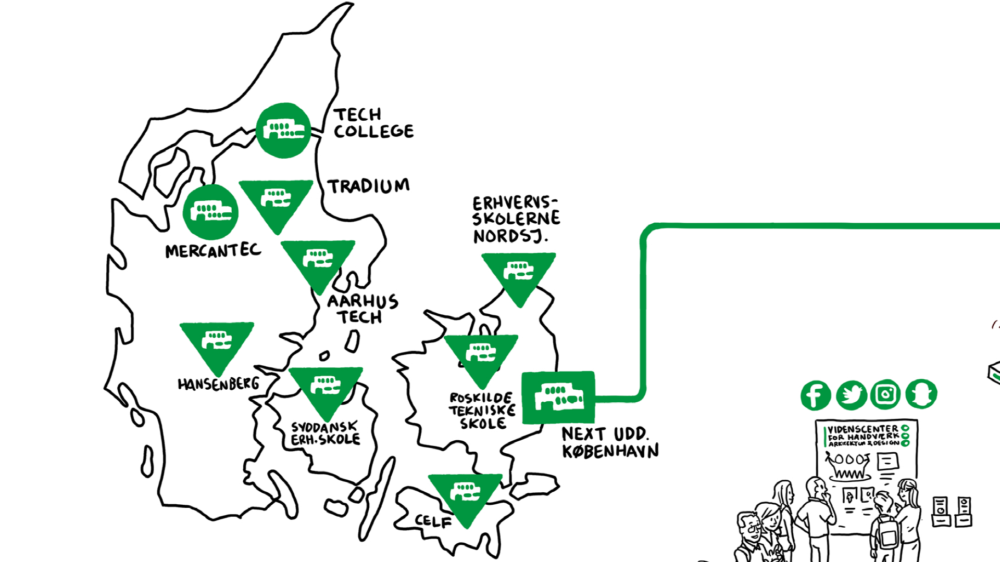 TECH
COLLEGE
TRADIUM
MERCANTEC
AARHUS
TECH
HANSENBERG
SYDDANSK
ERH.SKOLE
ERHVERVS-
SKOLERNE
NORDSJ.
ROSKILDE
TEKNISKE
SKOLE
NEXT UDD.
KØBENHAVN
CELF
VIDENSCENTER
FOR HANDVÆRK
ARKITEKTUR & DESIGN